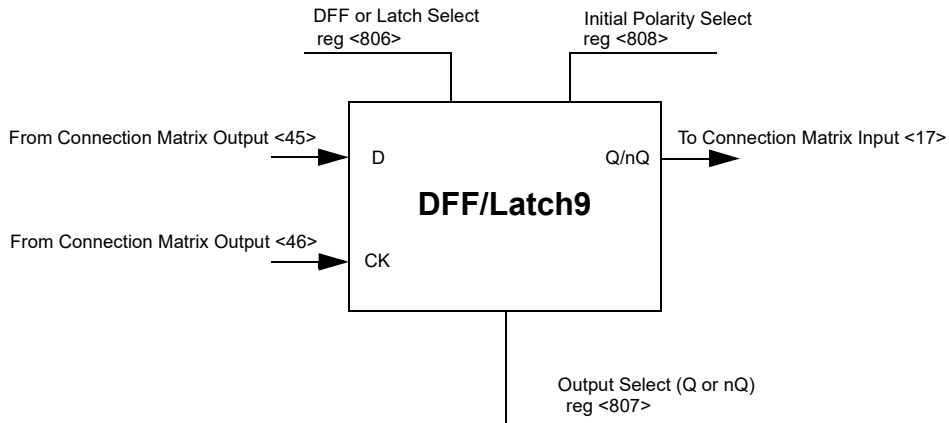 DFF or Latch Select
reg <806>
Initial Polarity Select
reg <808>
From Connection Matrix Output <45>
D
Q/nQ
To Connection Matrix Input <17>
DFF/Latch9
From Connection Matrix Output <46>
CK
Output Select (Q or nQ)
reg <807>